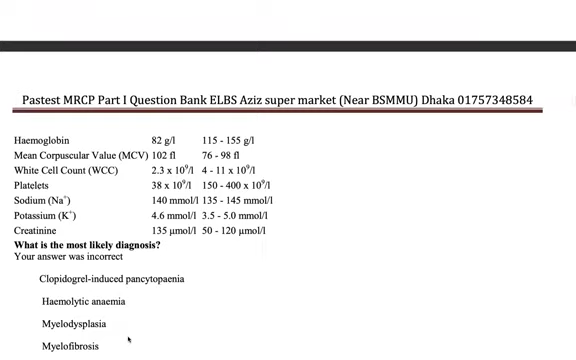 Pastest MRCP Part I Question Bank ELBS Aziz super market (Near BSMMU) Dhaka 01757348584
Haemoglobin 82 g/l 115 - 155 g/l
Mean Corpuscular Value (MCV) 102 fl 76 - 98 fl
White Cell Count (WCC) 2.3 x 10⁹/l 4 - 11 x 10⁹/l
Platelets 38 x 10⁹/l 150 - 400 x 10⁹/l
Sodium (Na⁺) 140 mmol/l 135 - 145 mmol/l
Potassium (K⁺) 4.6 mmol/l 3.5 - 5.0 mmol/l
Creatinine 135 µmol/l 50 - 120 µmol/l
What is the most likely diagnosis?
Your answer was incorrect
Clopidogrel-induced pancytopaenia
Haemolytic anaemia
Myelodysplasia
Myelofibrosis